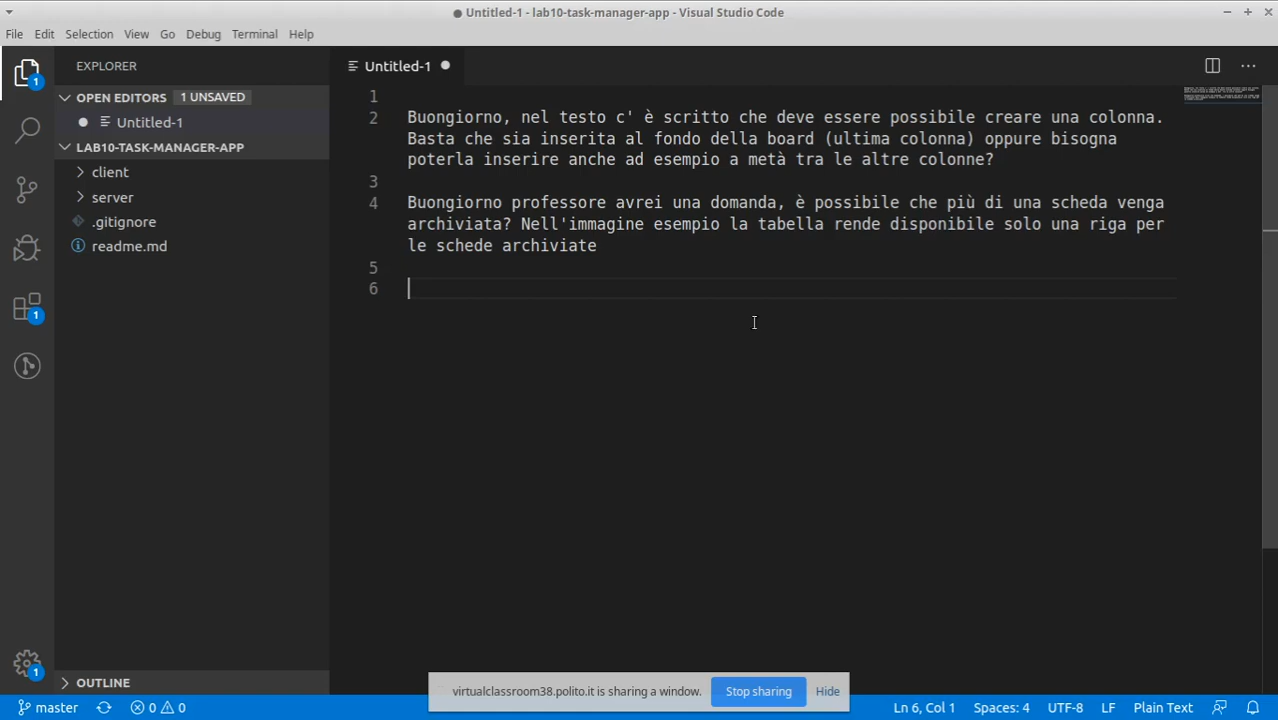 Untitled-1 - lab10-task-manager-app - Visual Studio Code
File Edit Selection View Go Debug Terminal Help
EXPLORER
OPEN EDITORS 1 UNSAVED
Untitled-1
LAB10-TASK-MANAGER-APP
client
server
.gitignore
readme.md
OUTLINE
1
1
1
Untitled-1
1
2 Buongiorno, nel testo c' è scritto che deve essere possibile creare una colonna.
Basta che sia inserita al fondo della board (ultima colonna) oppure bisogna
poterla inserire anche ad esempio a metà tra le altre colonne?
3
4 Buongiorno professore avrei una domanda, è possibile che più di una scheda venga
archiviata? Nell'immagine esempio la tabella rende disponibile solo una riga per
le schede archiviate
5
6
virtualclassroom38.polito.it is sharing a window. Stop sharing Hide
master 0 0 Ln 6, Col 1 Spaces: 4 UTF-8 LF Plain Text